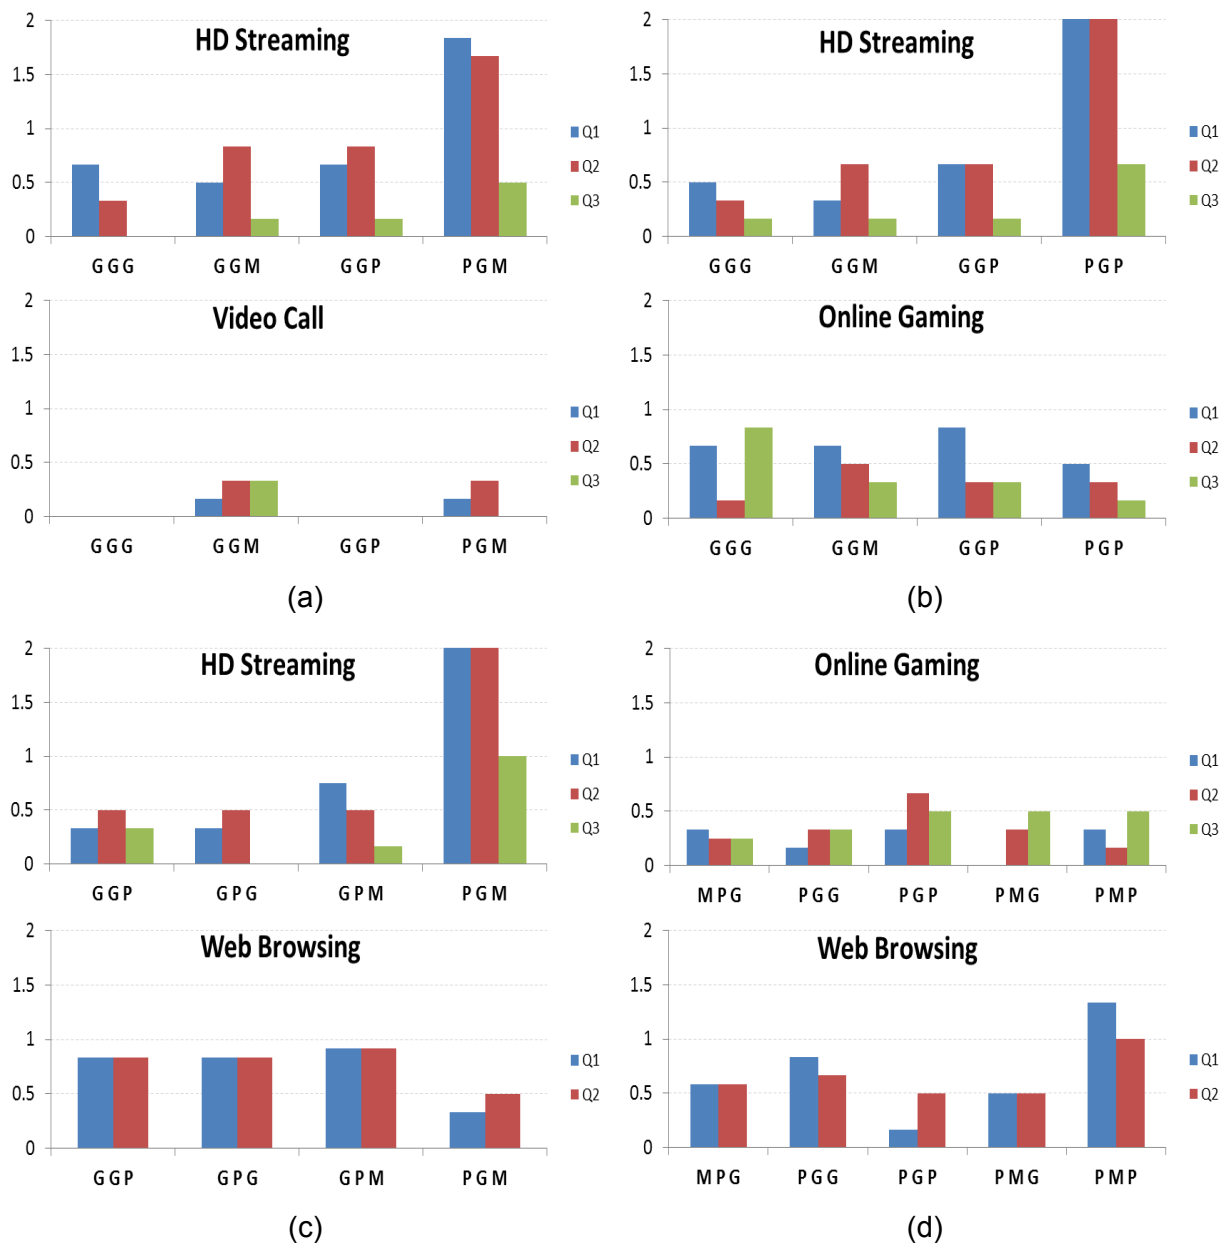 HD Streaming
2
1.5
1
0.5
0
G G G
G G M
G G P
P G M
Q1
Q2
Q3
Video Call
2
1.5
1
0.5
0
G G G
G G M
G G P
P G M
Q1
Q2
Q3
(a)
HD Streaming
2
1.5
1
0.5
0
G G G
G G M
G G P
P G P
Q1
Q2
Q3
Online Gaming
2
1.5
1
0.5
0
G G G
G G M
G G P
P G P
Q1
Q2
Q3
(b)
HD Streaming
2
1.5
1
0.5
0
G G P
G P G
G P M
P G M
Q1
Q2
Q3
Web Browsing
2
1.5
1
0.5
0
G G P
G P G
G P M
P G M
Q1
Q2
(c)
Online Gaming
2
1.5
1
0.5
0
M P G
P G G
P G P
P M G
P M P
Q1
Q2
Q3
Web Browsing
2
1.5
1
0.5
0
M P G
P G G
P G P
P M G
P M P
Q1
Q2
(d)